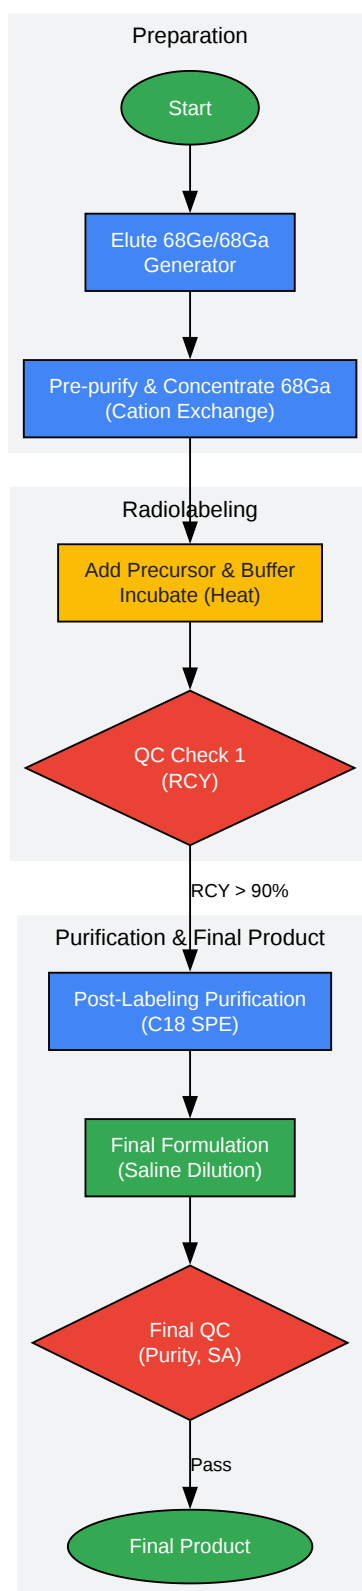 Preparation
Start
Elute 68Ge/68Ga
Generator
Pre-purify & Concentrate 68Ga
(Cation Exchange)
Radiolabeling
Add Precursor & Buffer
Incubate (Heat)
QC Check 1
(RCY)
RCY > 90%
Purification & Final Product
Post-Labeling Purification
(C18 SPE)
Final Formulation
(Saline Dilution)
Final QC
(Purity, SA)
Pass
Final Product